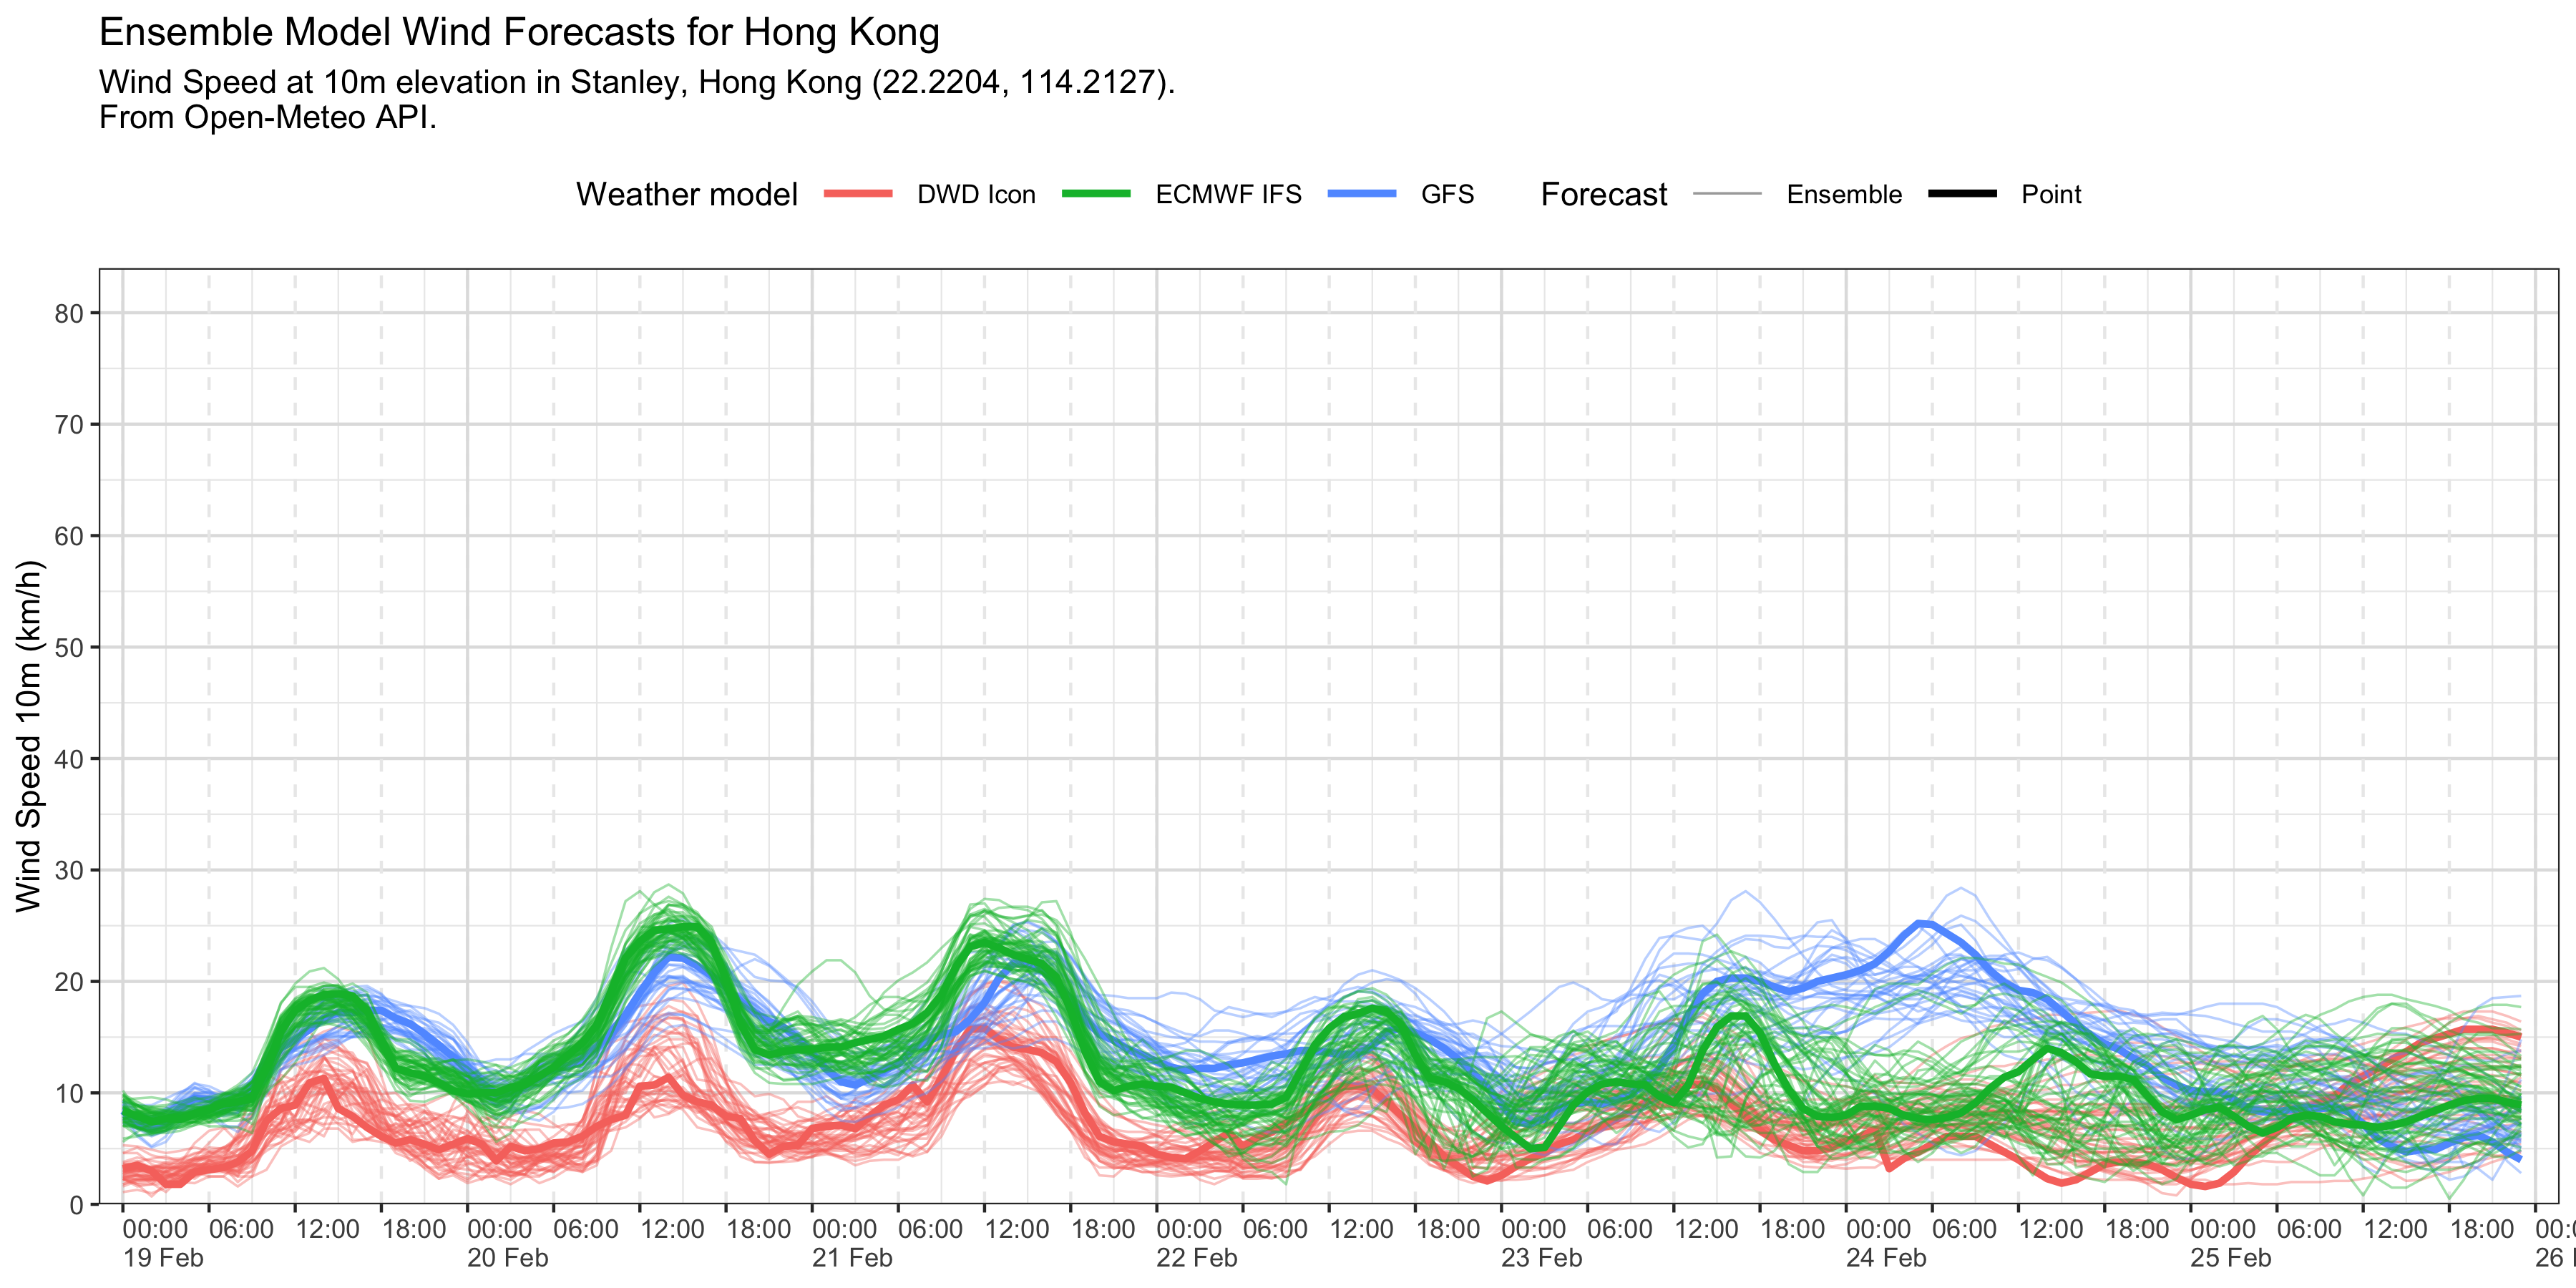 Ensemble Model Wind Forecasts for Hong Kong
Wind Speed at 10m elevation in Stanley, Hong Kong (22.2204, 114.2127).
From Open-Meteo API.
Weather model DWD Icon ECMWF IFS GFS Forecast Ensemble Point
Wind Speed 10m (km/h)
80
70
60
50
40
30
20
10
0
00:00 06:00 12:00 18:00 00:00 06:00 12:00 18:00 00:00 06:00 12:00 18:00 00:00 06:00 12:00 18:00 00:00 06:00 12:00 18:00 00:00 06:00 12:00 18:00 00:00 06:00 12:00 18:00
19 Feb 20 Feb 21 Feb 22 Feb 23 Feb 24 Feb 25 Feb 26